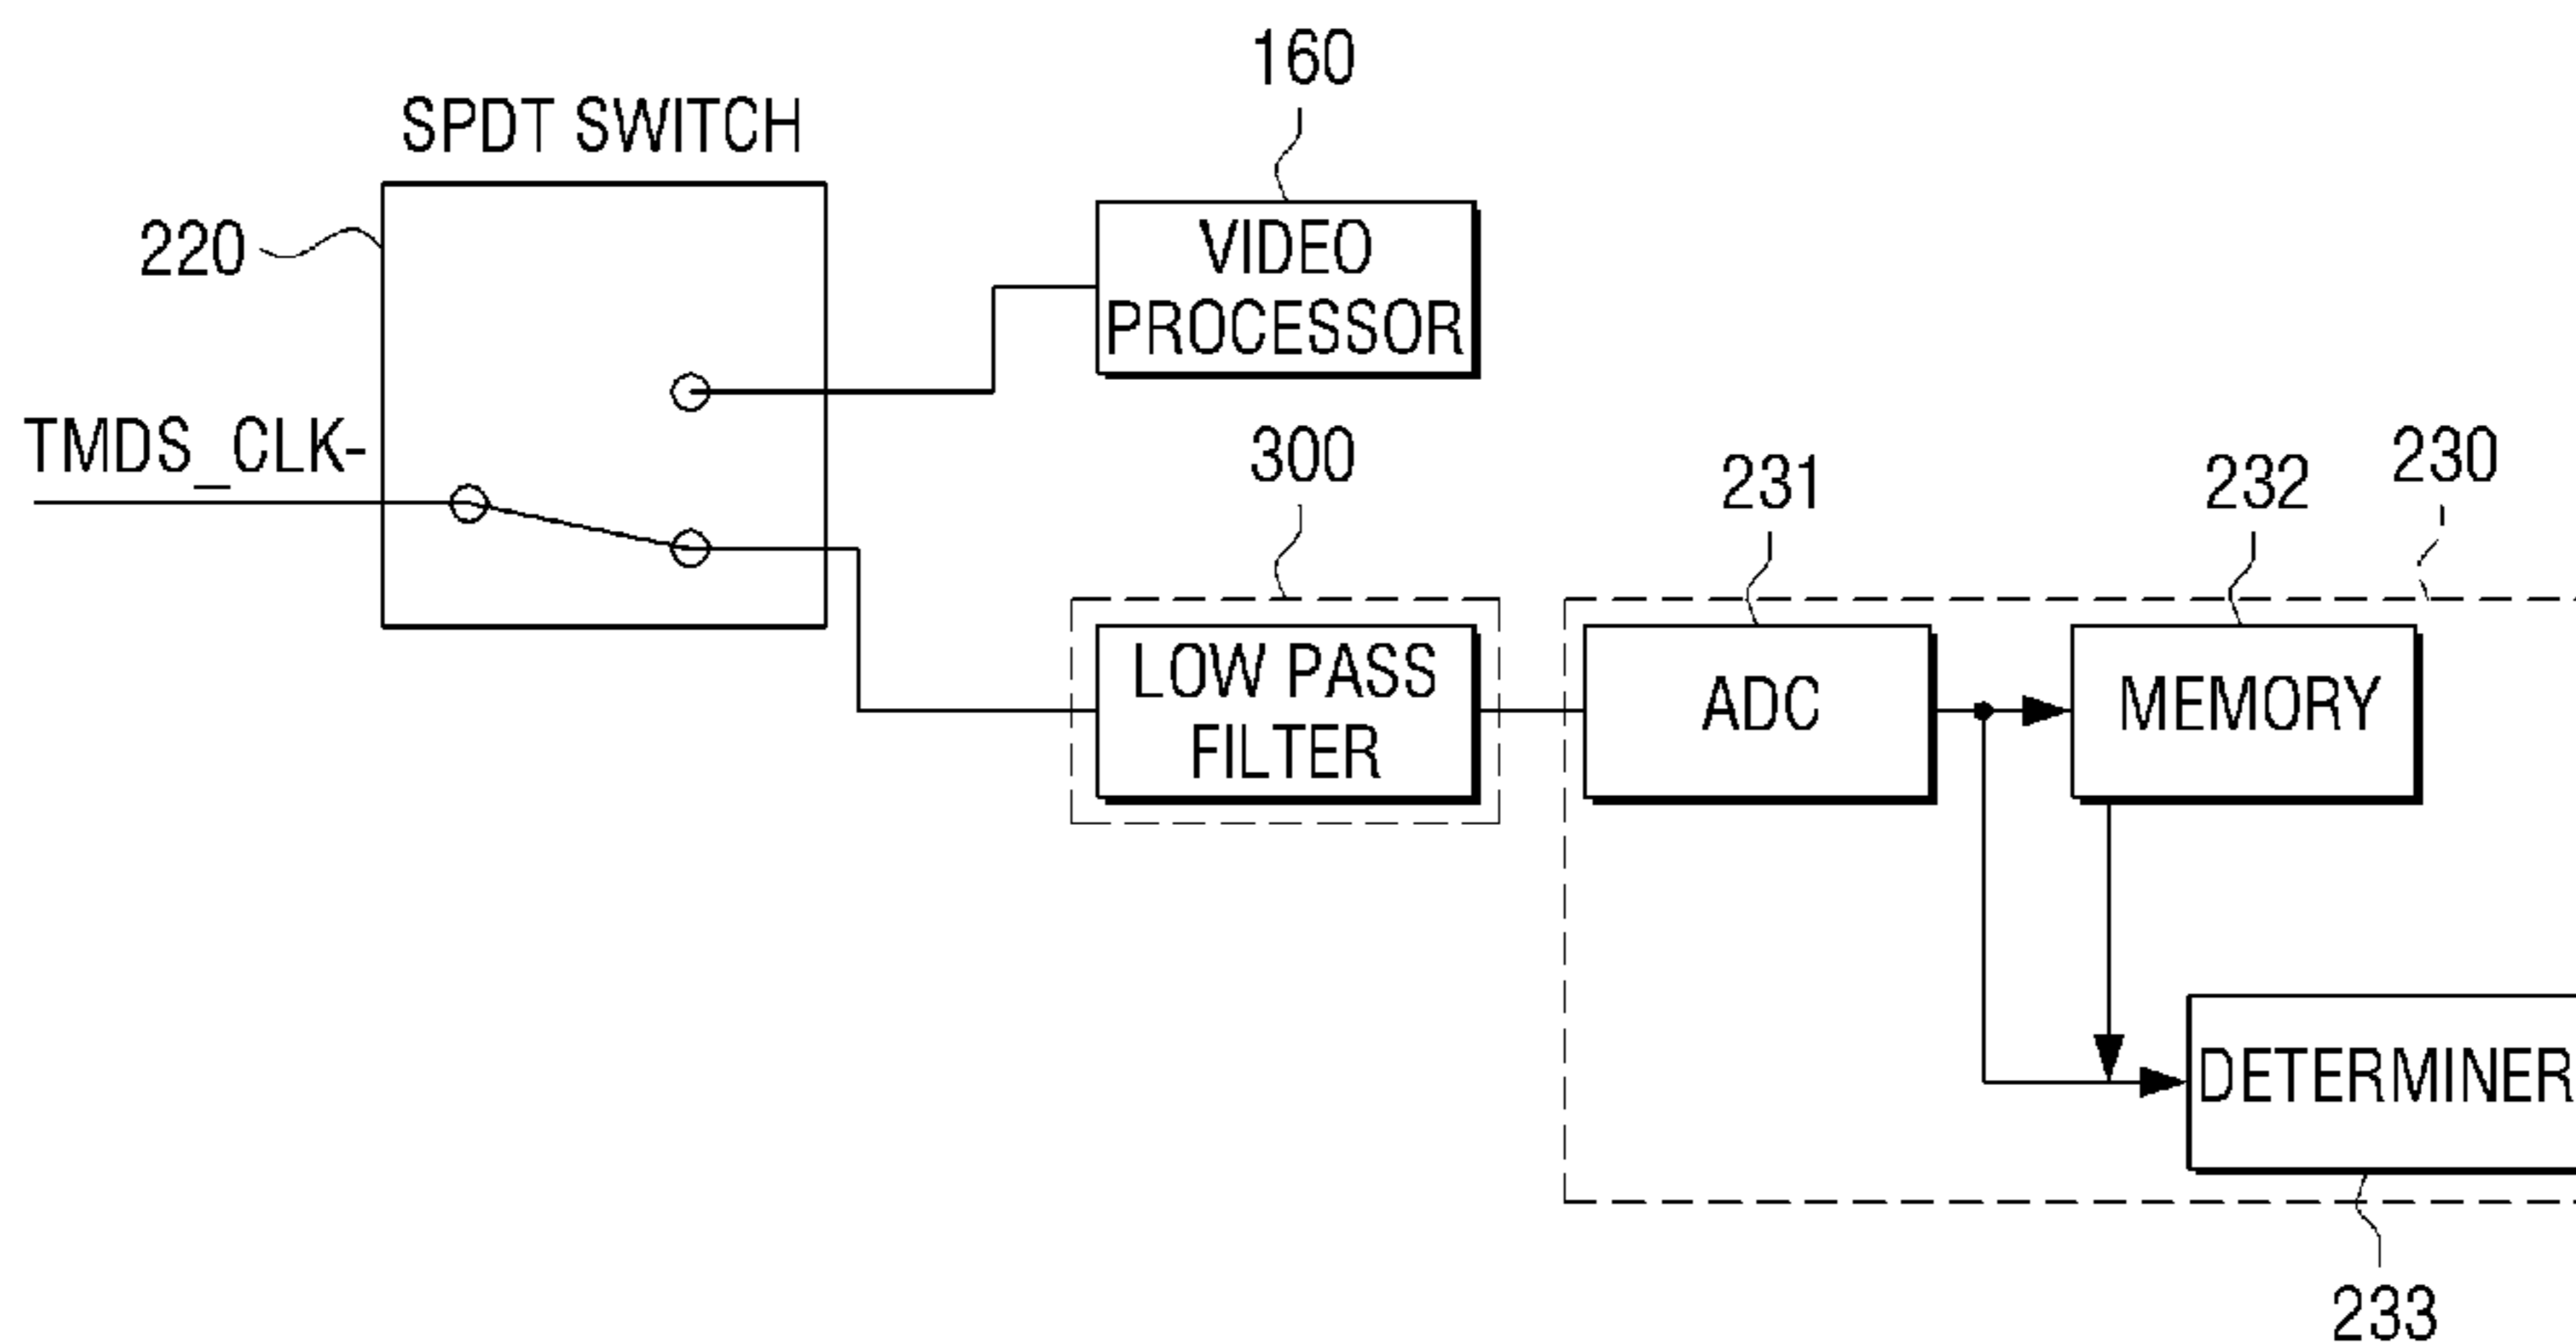 160
SPDT SWITCH
220
VIDEO
PROCESSOR
TMDS_CLK-
300
231
232
230
LOW PASS
FILTER
ADC
MEMORY
DETERMINER
233